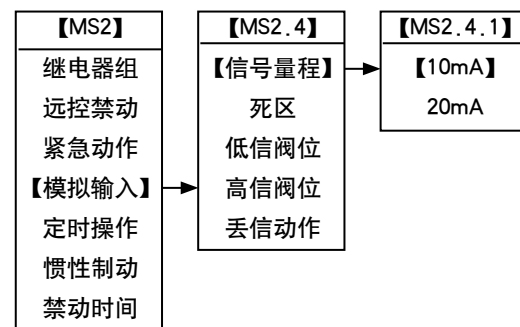 【MS2】
继电器组
远控禁动
紧急动作
【模拟输入】
定时操作
惯性制动
禁动时间
【MS2.4】
【信号量程】
死区
低信阀位
高信阀位
丢信动作
【MS2.4.1】
【10mA】
20mA